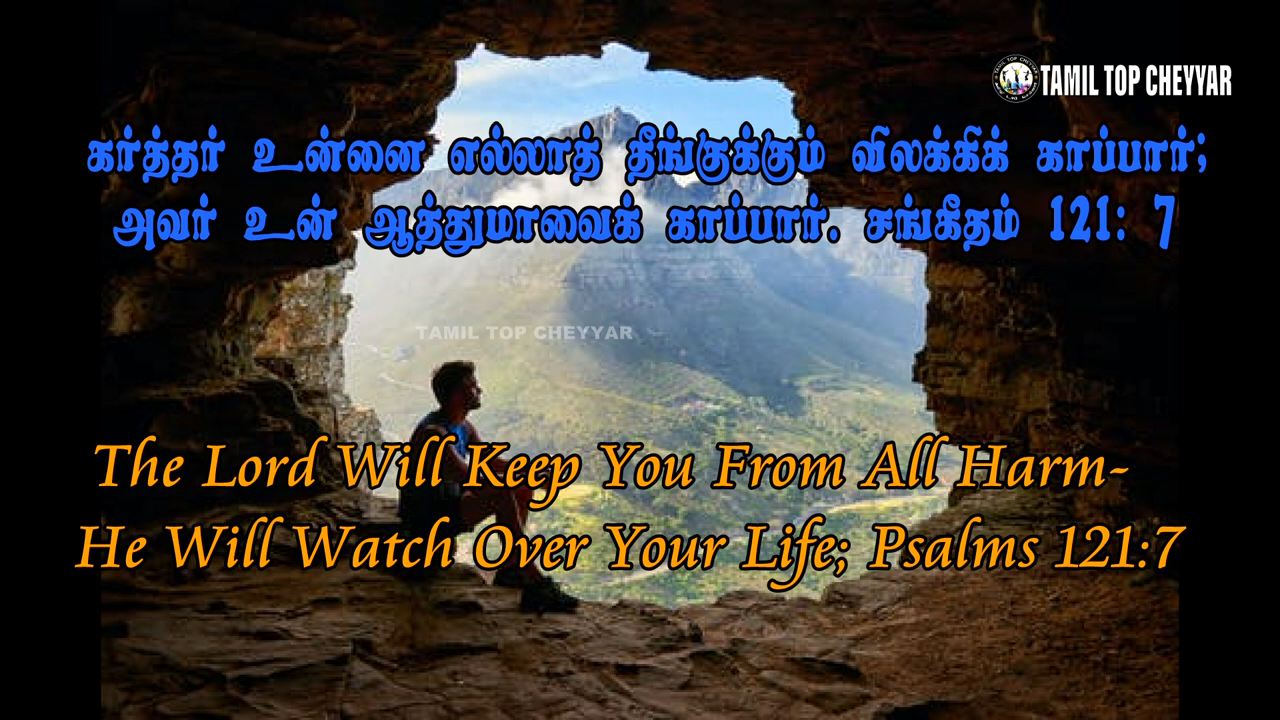 TAMIL TOP CHEYYAR
கர்த்தர் உன்னை எல்லாத் தீங்குக்கும் விலக்கிக் காப்பார்;
அவர் உன் ஆத்துமாவைக் காப்பார். சங்கீதம் 121: 7
TAMIL TOP CHEYYAR
The Lord Will Keep You From All Harm-
He Will Watch Over Your Life; Psalms 121:7